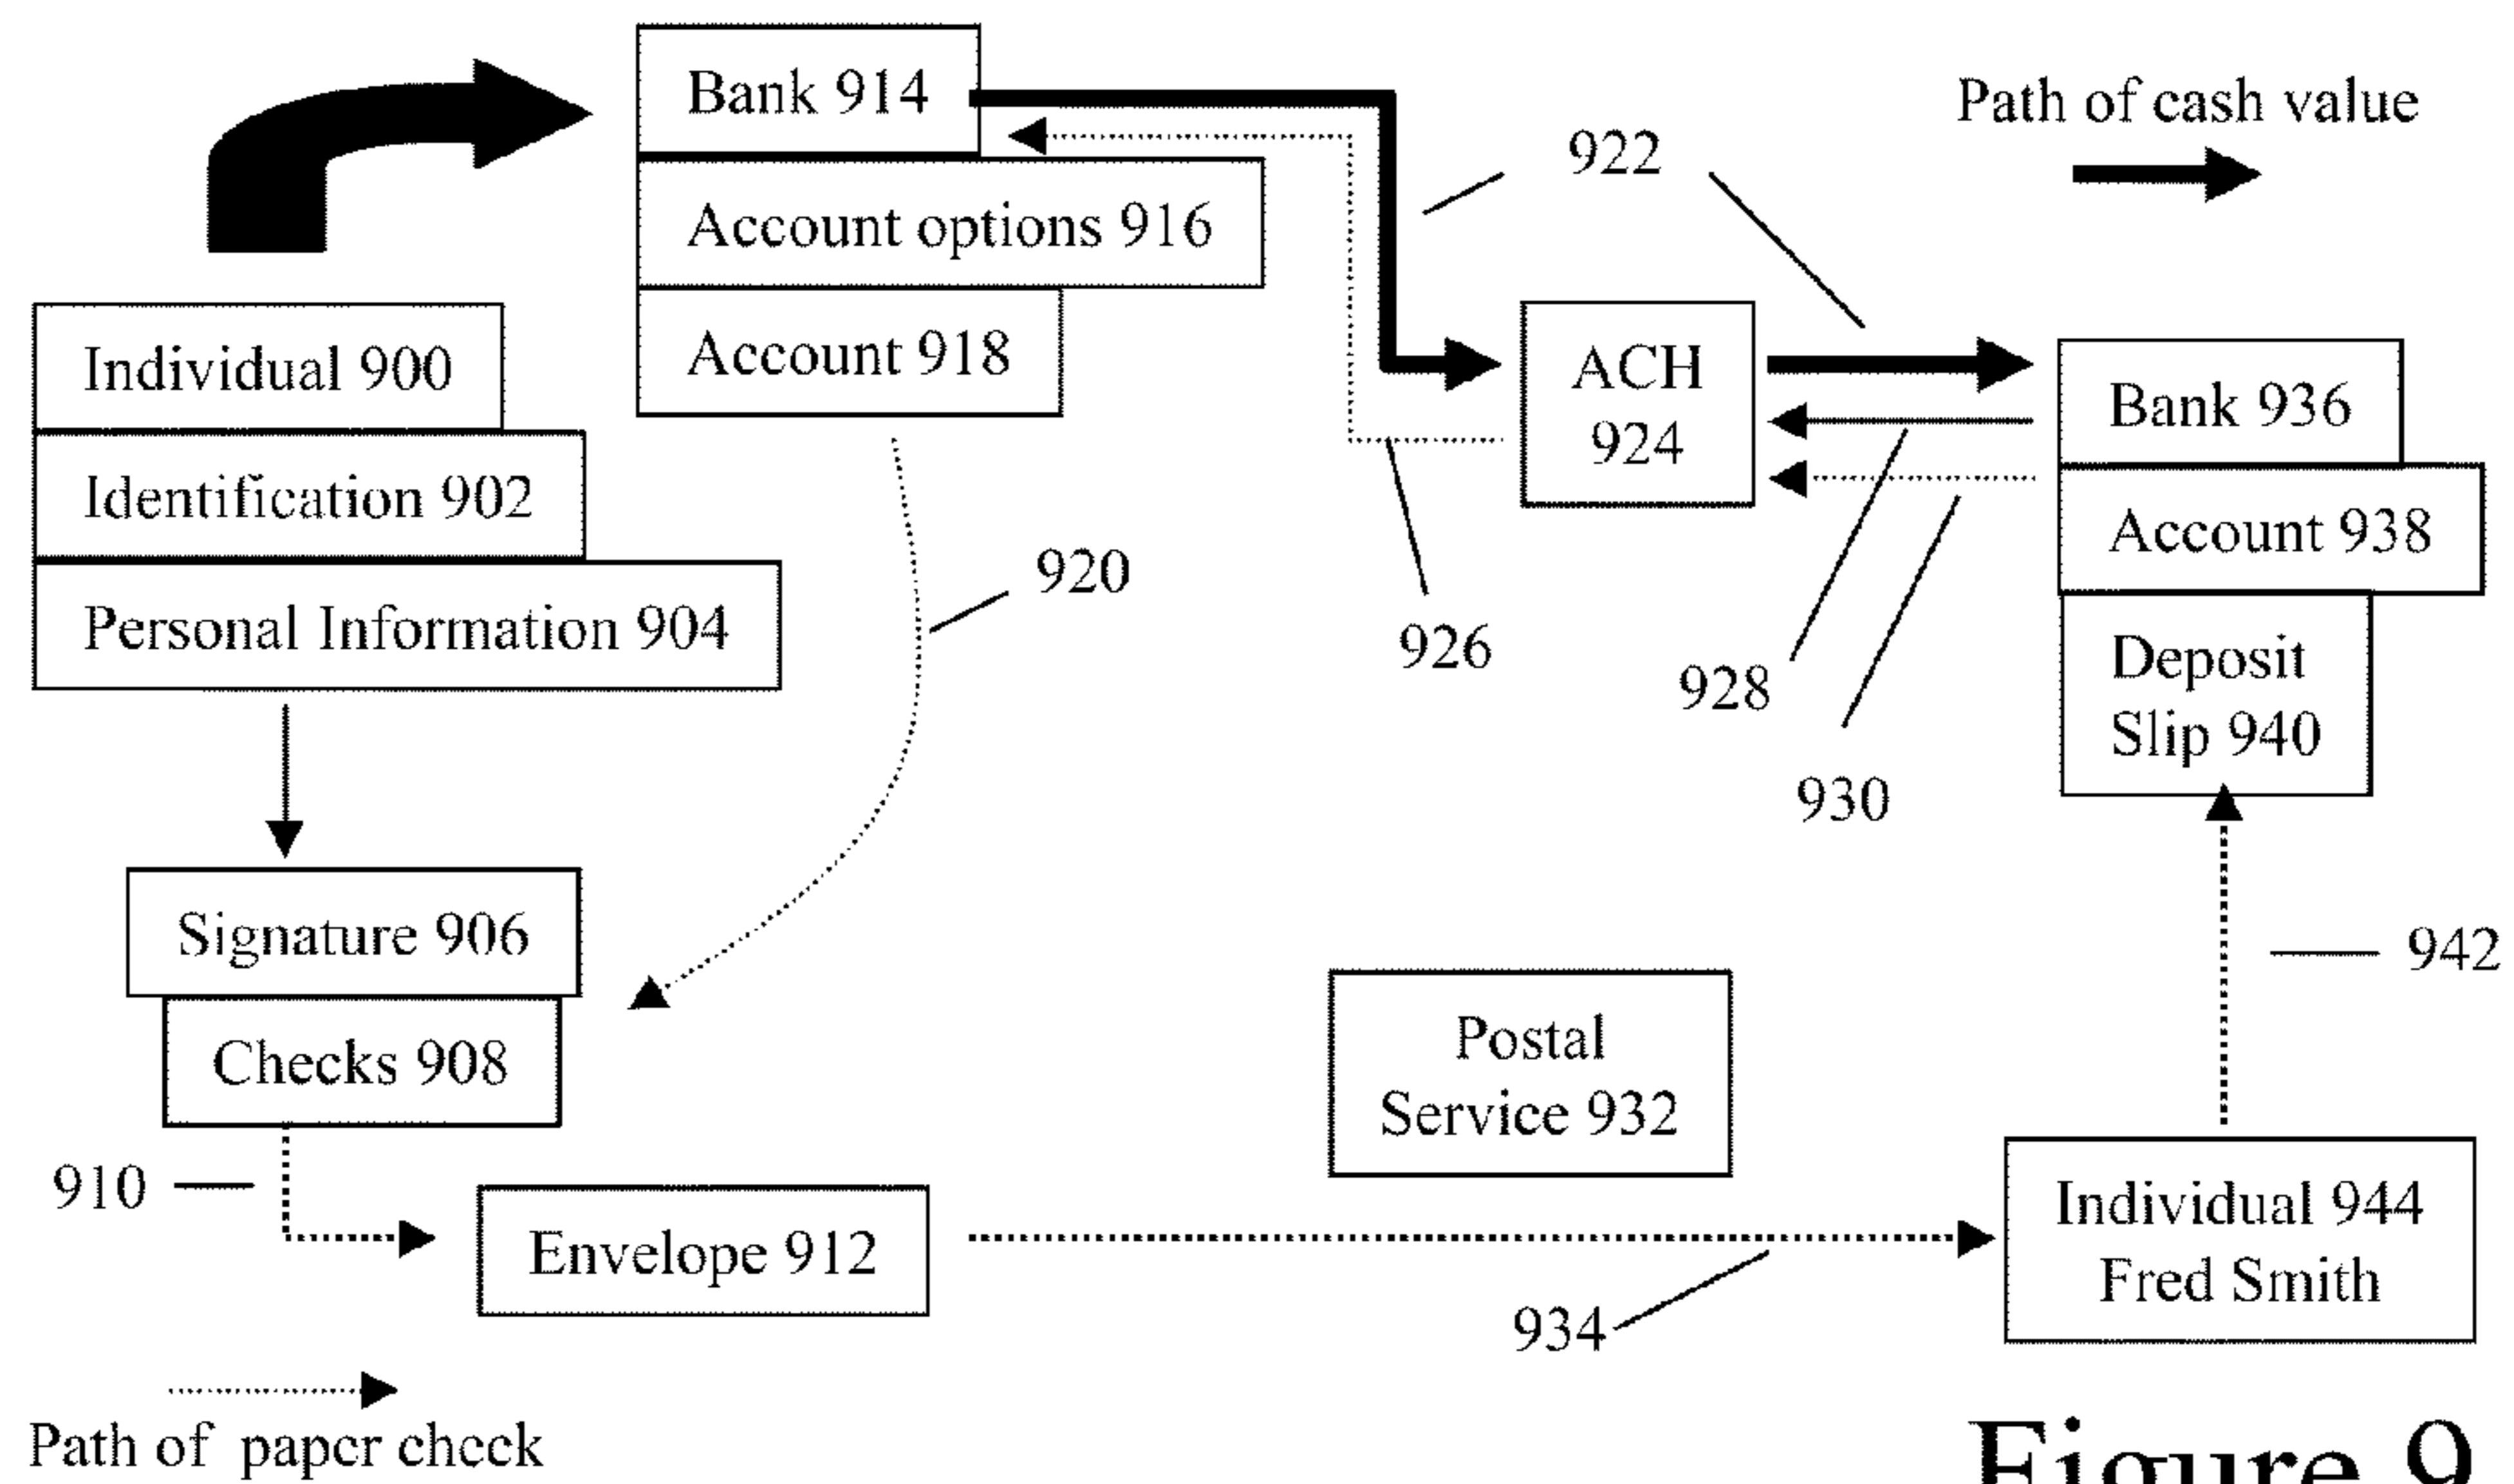 Bank 914
Path of cash value
922
Account options 916
Individual 900
Account 918
ACH
924
Bank 936
Identification 902
Account 938
920
Personal Information 904
926
928
Deposit
Slip 940
930
Signature 906
942
Checks 908
Postal
Service 932
910
Envelope 912
Individual 944
Fred Smith
934
Path of paper check
Figure 9